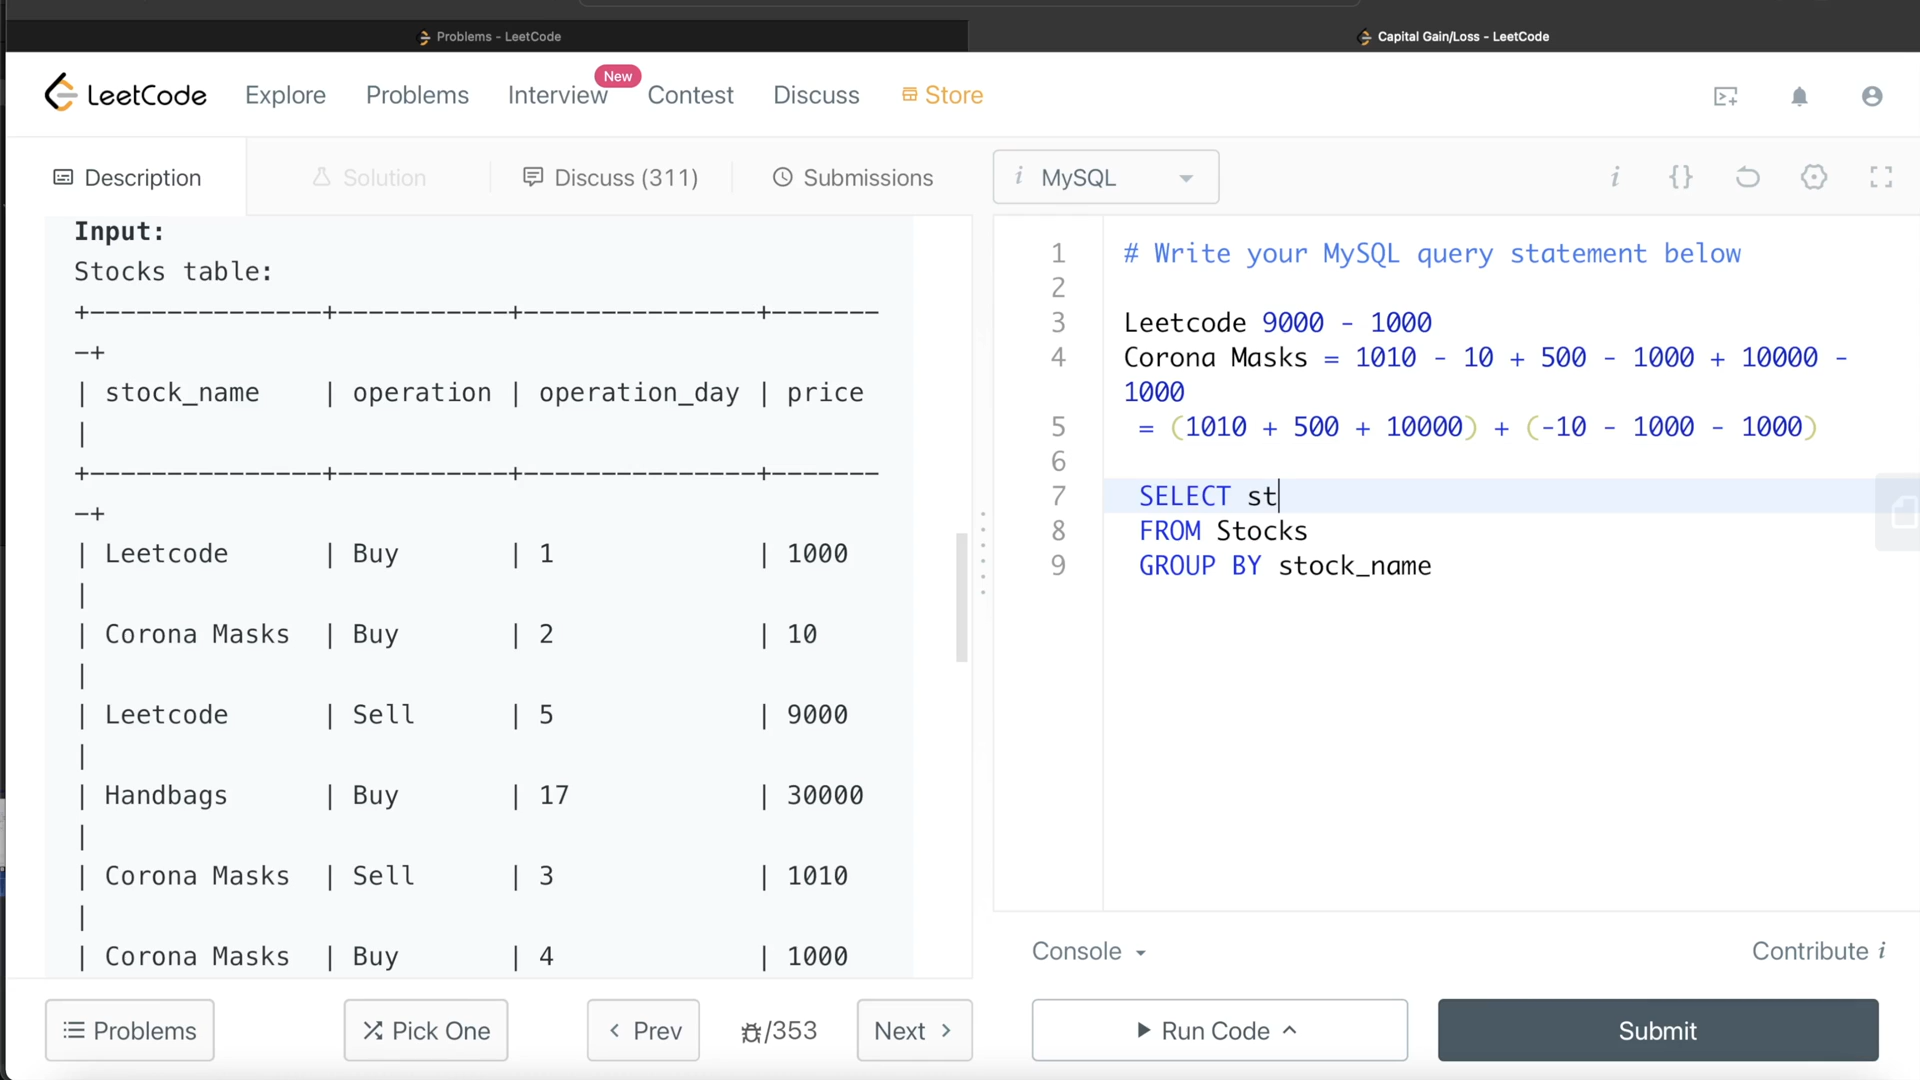 Problems - LeetCode
Capital Gain/Loss - LeetCode
LeetCode
Explore
Problems
Interview
New
Contest
Discuss
Store
Description
Solution
Discuss (311)
Submissions
i MySQL
i {}
Input:
Stocks table:
+---------------+-----------+---------------+-------
-+
| stock_name | operation | operation_day | price
|
+---------------+-----------+---------------+-------
-+
| Leetcode | Buy | 1 | 1000
|
| Corona Masks | Buy | 2 | 10
|
| Leetcode | Sell | 5 | 9000
|
| Handbags | Buy | 17 | 30000
|
| Corona Masks | Sell | 3 | 1010
|
| Corona Masks | Buy | 4 | 1000
1 # Write your MySQL query statement below
2
3 Leetcode 9000 - 1000
4 Corona Masks = 1010 - 10 + 500 - 1000 + 10000 -
1000
5 = (1010 + 500 + 10000) + (-10 - 1000 - 1000)
6
7 SELECT st
8 FROM Stocks
9 GROUP BY stock_name
Console
Contribute i
Problems
Pick One
Prev
/353
Next
Run Code
Submit